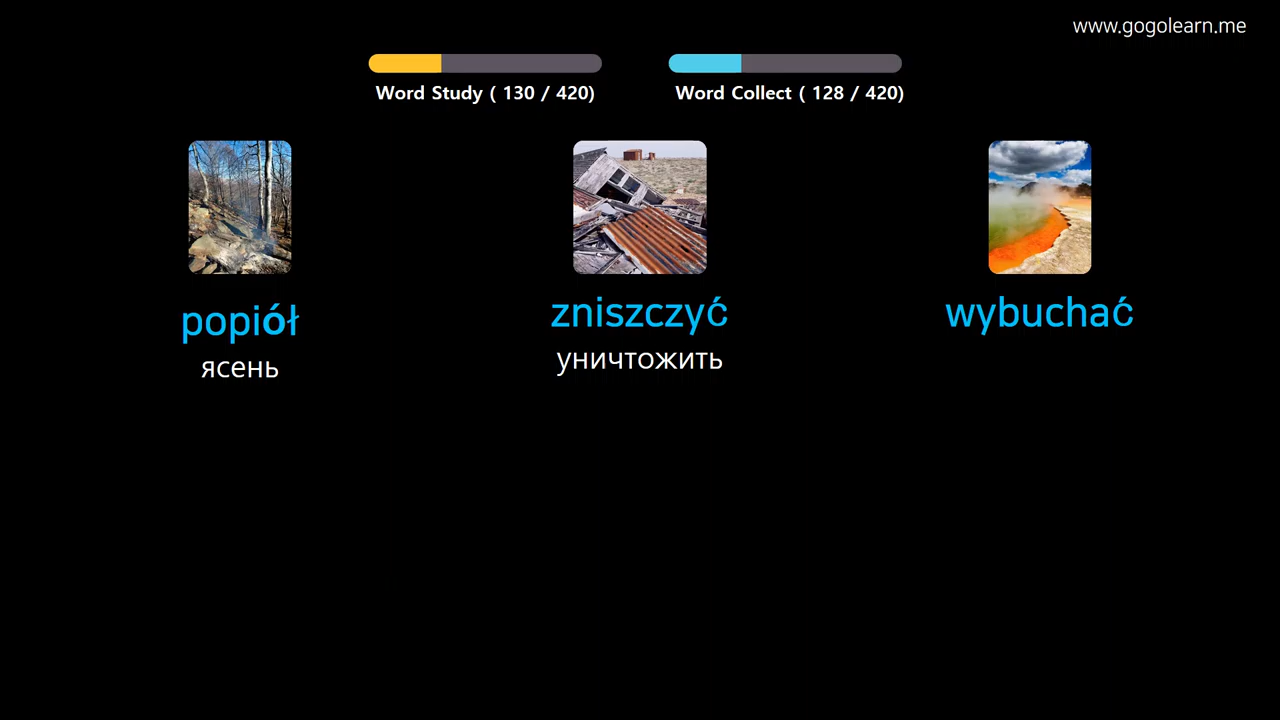 www.gogolearn.me
Word Study ( 130 / 420)
Word Collect ( 128 / 420)
popiół
ясень
zniszczyć
уничтожить
wybuchać